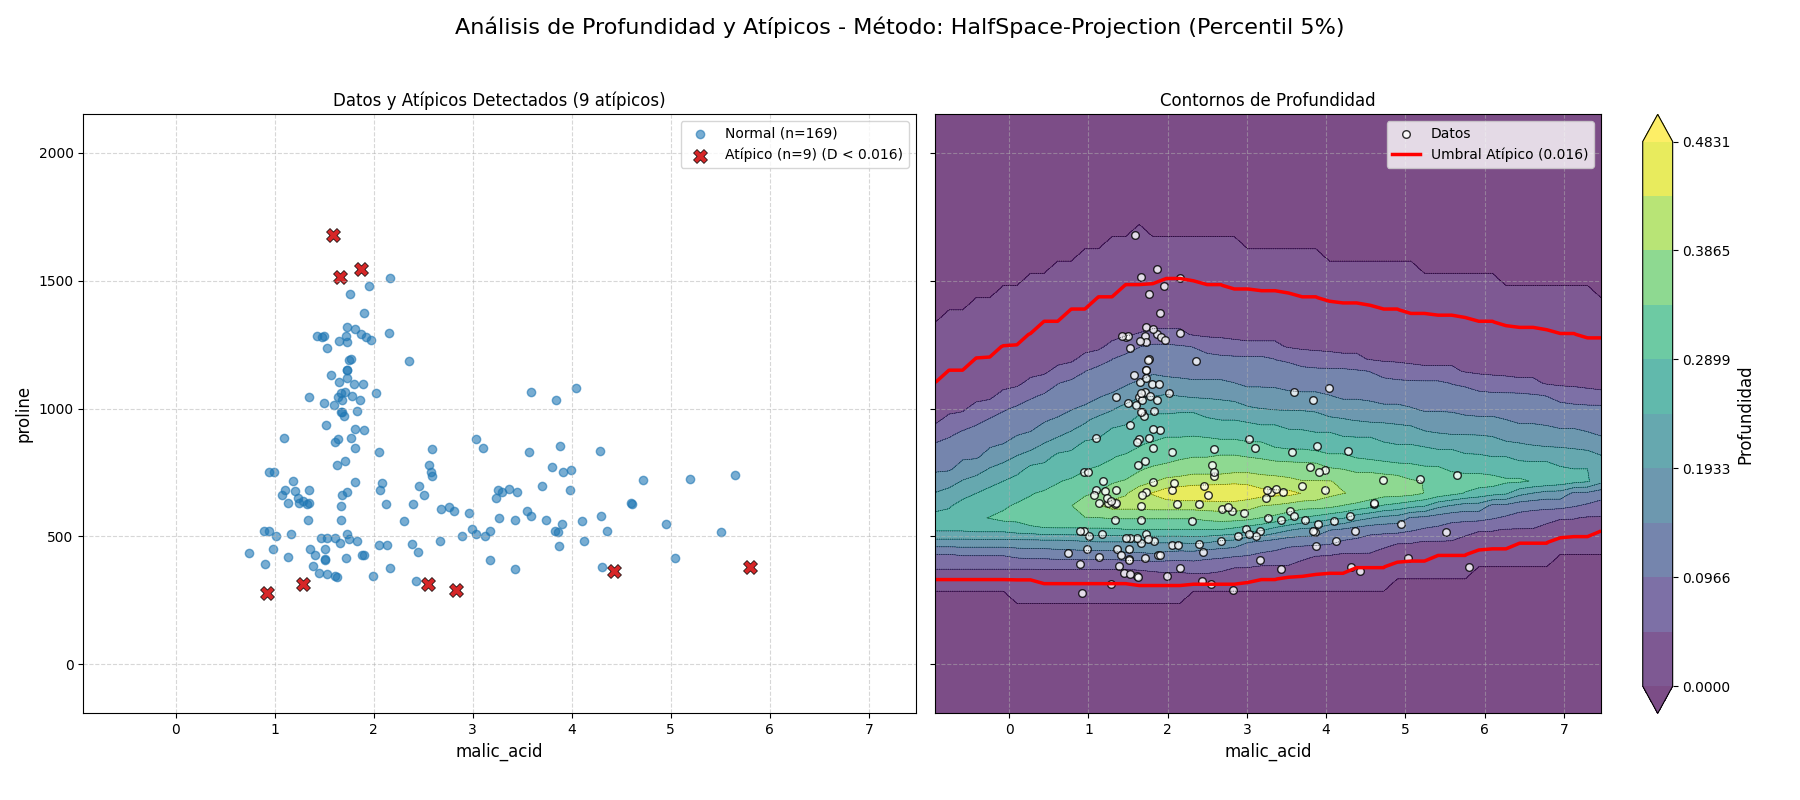 Análisis de Profundidad y Atípicos - Método: HalfSpace-Projection (Percentil 5%)
Datos y Atípicos Detectados (9 atípicos)
Normal (n=169)
Atípico (n=9) (D < 0.016)
proline
2000
1500
1000
500
0
0 1 2 3 4 5 6 7
malic_acid
Contornos de Profundidad
Datos
Umbral Atípico (0.016)
0 1 2 3 4 5 6 7
malic_acid
0.4831
0.3865
0.2899
0.1933
0.0966
0.0000
Profundidad